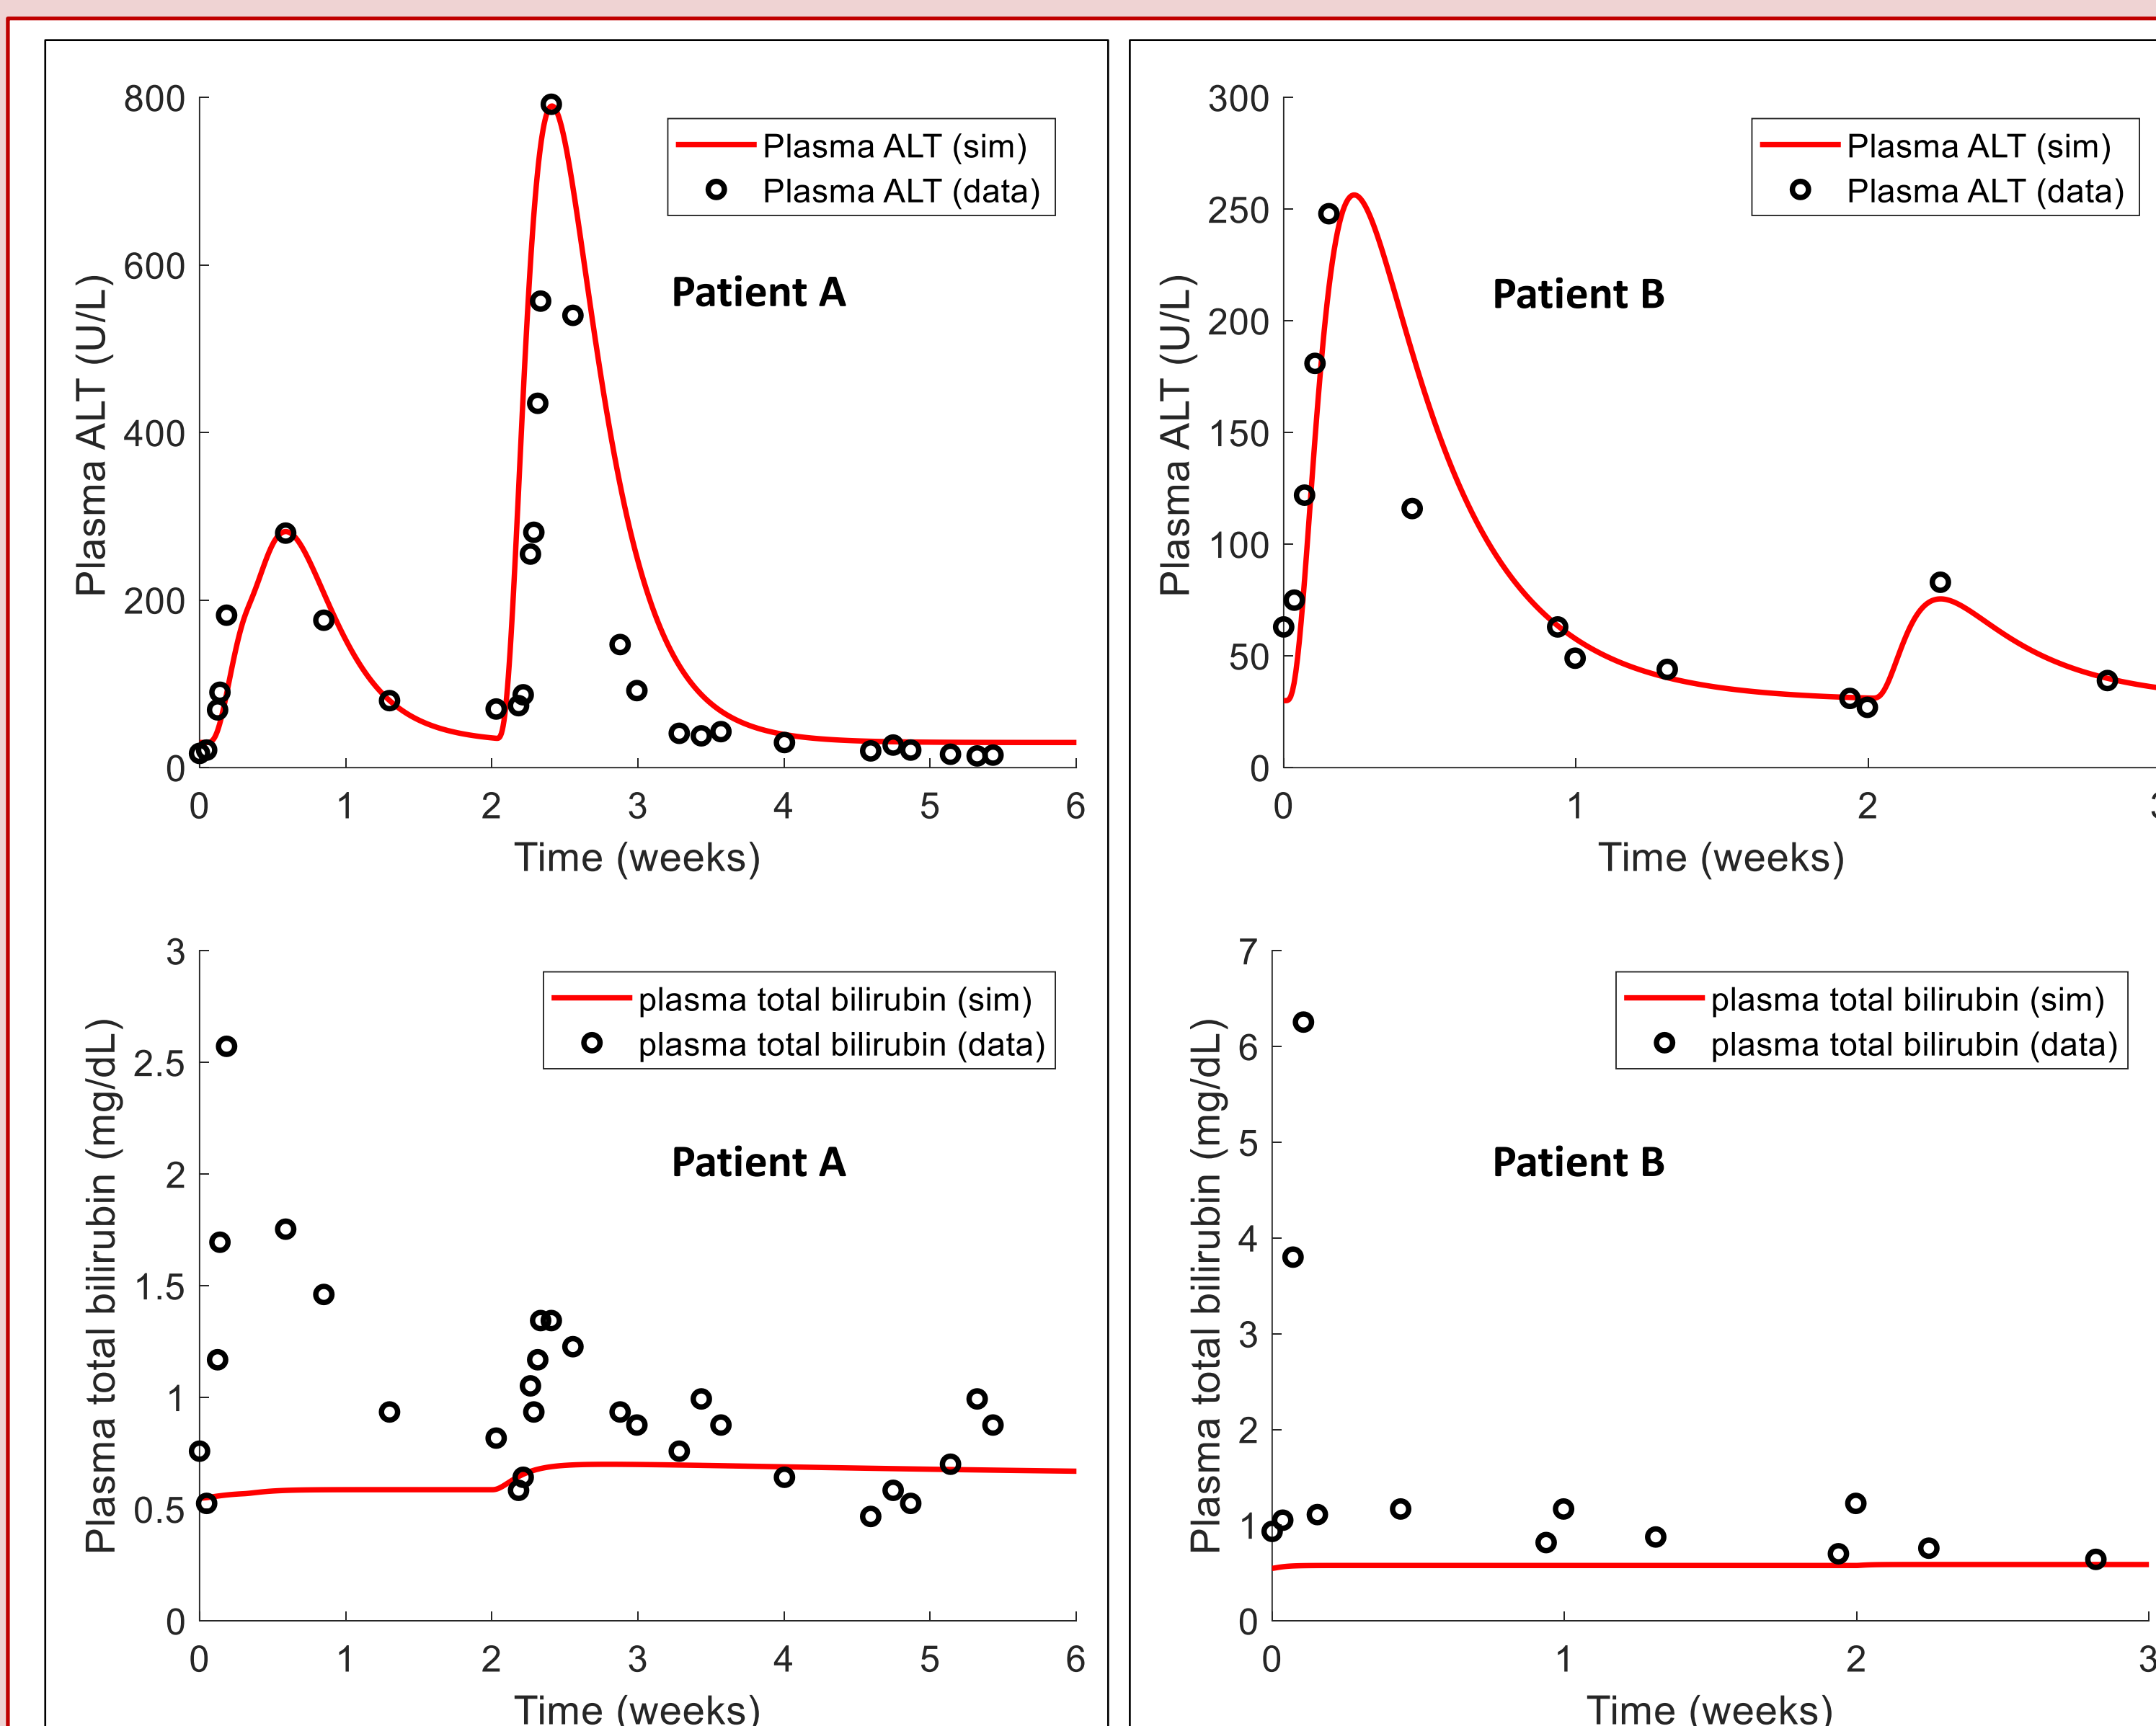 800
600
400
200
0
Plasma ALT (U/L)
Plasma ALT (sim)
Plasma ALT (data)
Patient A
0 1 2 3 4 5 6
Time (weeks)
300
250
200
150
100
50
0
Plasma ALT (U/L)
Plasma ALT (sim)
Plasma ALT (data)
Patient B
0 1 2
Time (weeks)
3
2.5
2
1.5
1
0.5
0
Plasma total bilirubin (mg/dL)
plasma total bilirubin (sim)
plasma total bilirubin (data)
Patient A
0 1 2 3 4 5 6
Time (weeks)
7
6
5
4
3
2
1
0
Plasma total bilirubin (mg/dL)
plasma total bilirubin (sim)
plasma total bilirubin (data)
Patient B
0 1 2 3
Time (weeks)